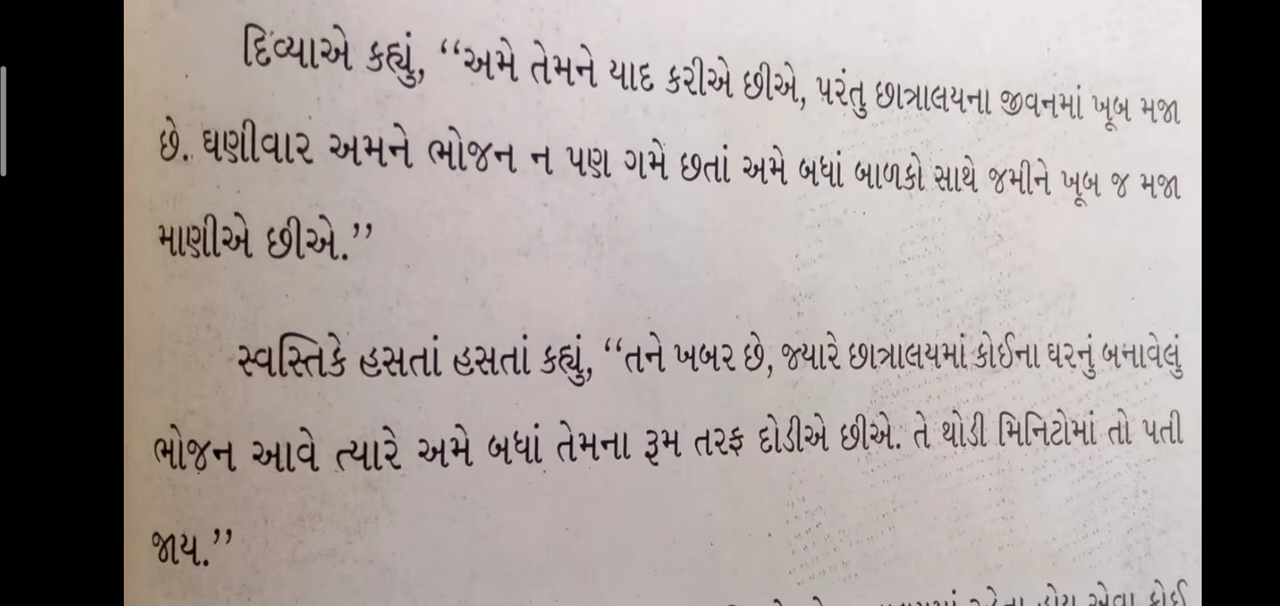 દિવ્યાએ કહ્યું, “અમે તેમને યાદ કરીએ છીએ, પરંતુ છાત્રાલયના જીવનમાં ખૂબ મજા
છે. ઘણીવાર અમને ભોજન ન પણ ગમે છતાં અમે બધાં બાળકો સાથે જમીને ખૂબ જ મજા
માણીએ છીએ.”
સ્વસ્તિકે હસતાં હસતાં કહ્યું, “તને ખબર છે, જ્યારે છાત્રાલયમાં કોઈના ઘરનું બનાવેલું
ભોજન આવે ત્યારે અમે બધાં તેમના રૂમ તરફ દોડીએ છીએ. તે થોડી મિનિટોમાં તો પતી
જાય.”